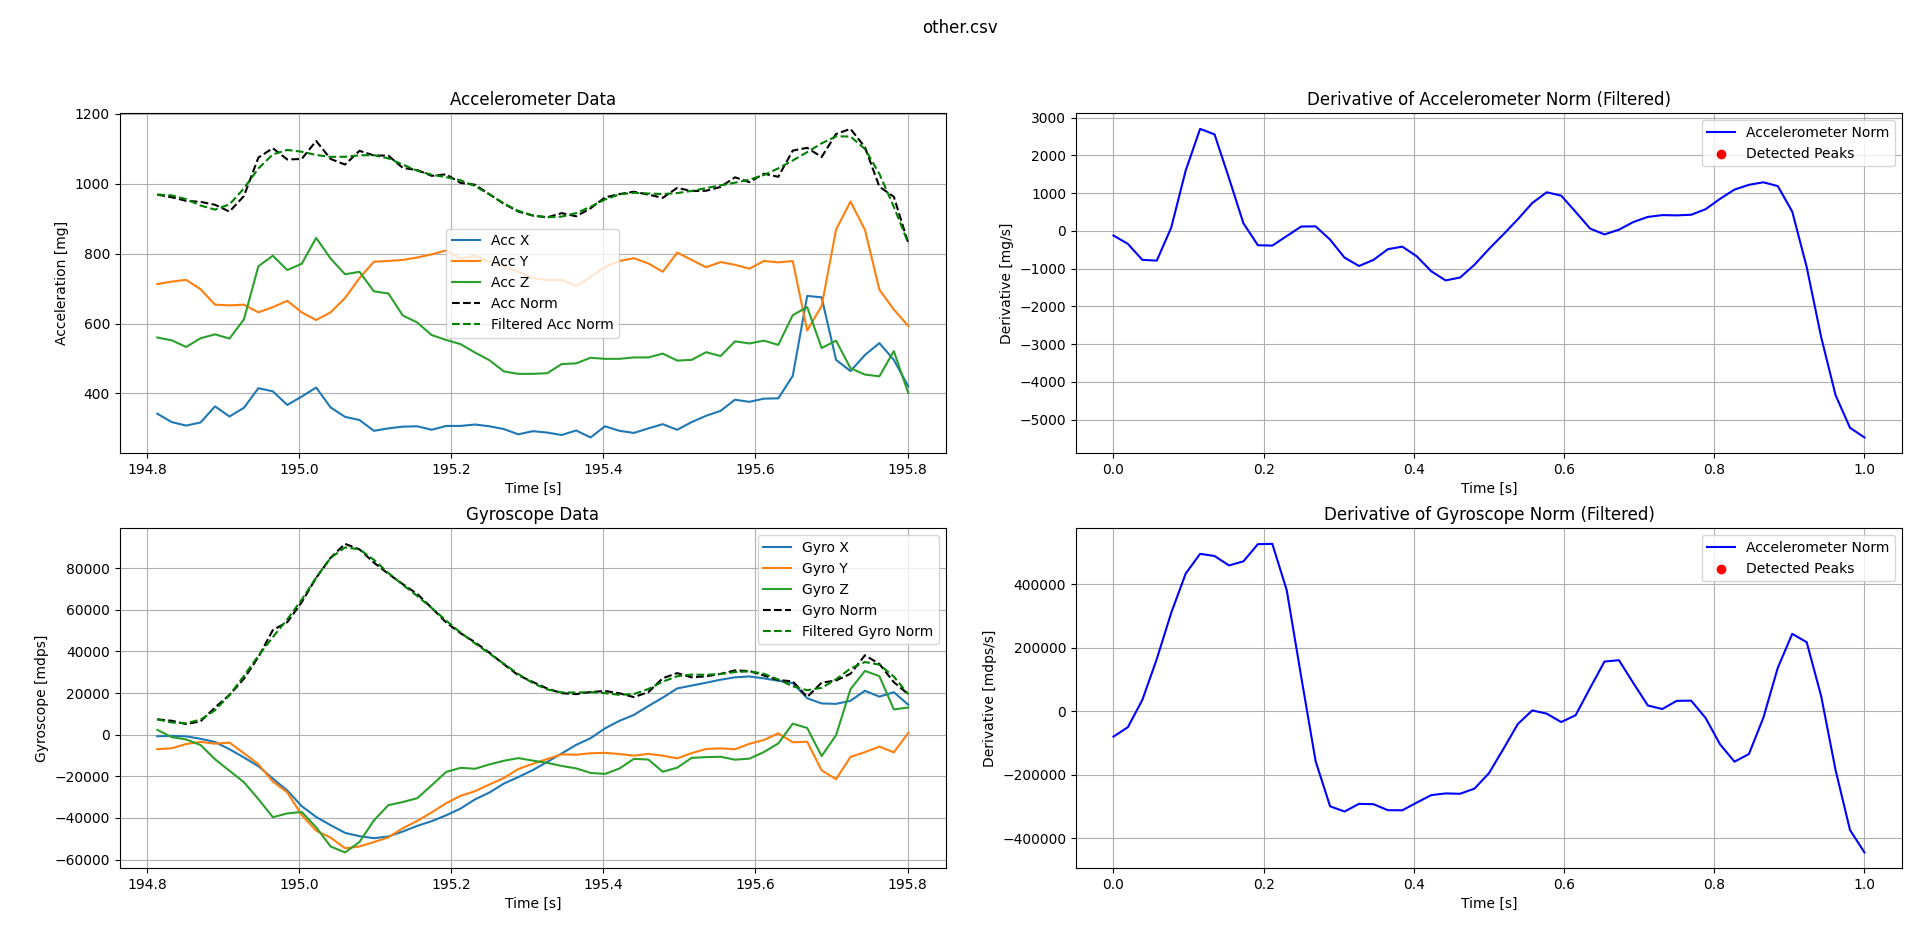 other.csv
Accelerometer Data
Acceleration [mg]
1200
1000
800
600
400
Acc X
Acc Y
Acc Z
Acc Norm
Filtered Acc Norm
194.8 195.0 195.2 195.4 195.6 195.8
Time [s]
Derivative of Accelerometer Norm (Filtered)
Derivative [mg/s]
3000
2000
1000
0
−1000
−2000
−3000
−4000
−5000
Accelerometer Norm
Detected Peaks
0.0 0.2 0.4 0.6 0.8 1.0
Time [s]
Gyroscope Data
Gyroscope [mdps]
80000
60000
40000
20000
0
−20000
−40000
−60000
Gyro X
Gyro Y
Gyro Z
Gyro Norm
Filtered Gyro Norm
194.8 195.0 195.2 195.4 195.6 195.8
Time [s]
Derivative of Gyroscope Norm (Filtered)
Derivative [mdps/s]
400000
200000
0
−200000
−400000
Accelerometer Norm
Detected Peaks
0.0 0.2 0.4 0.6 0.8 1.0
Time [s]